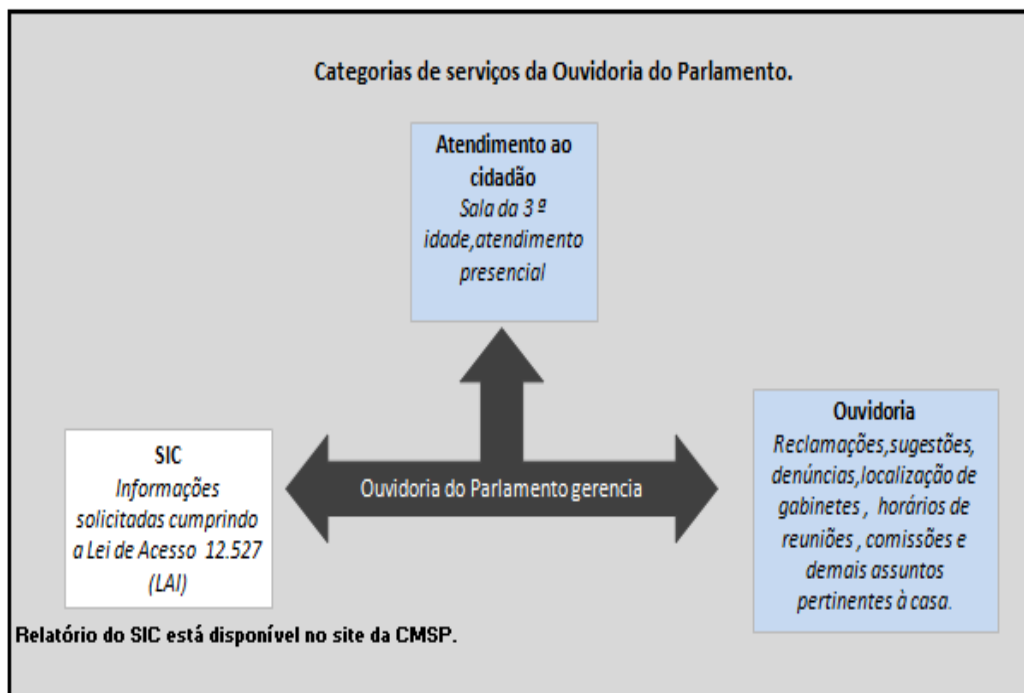 Categorias de serviços da Ouvidoria do Parlamento.
Atendimento ao
cidadão
Sala da 3 ª
idade,atendimento
presencial
SIC
Informações
solicitadas cumprindo
a Lei de Acesso 12.527
(LAI)
Ouvidoria do Parlamento gerencia
Ouvidoria
Reclamações,sugestões,
denúncias,localização de
gabinetes , horários de
reuniões , comissões e
demais assuntos
pertinentes à casa.
Relatório do SIC está disponível no site da CMSP.